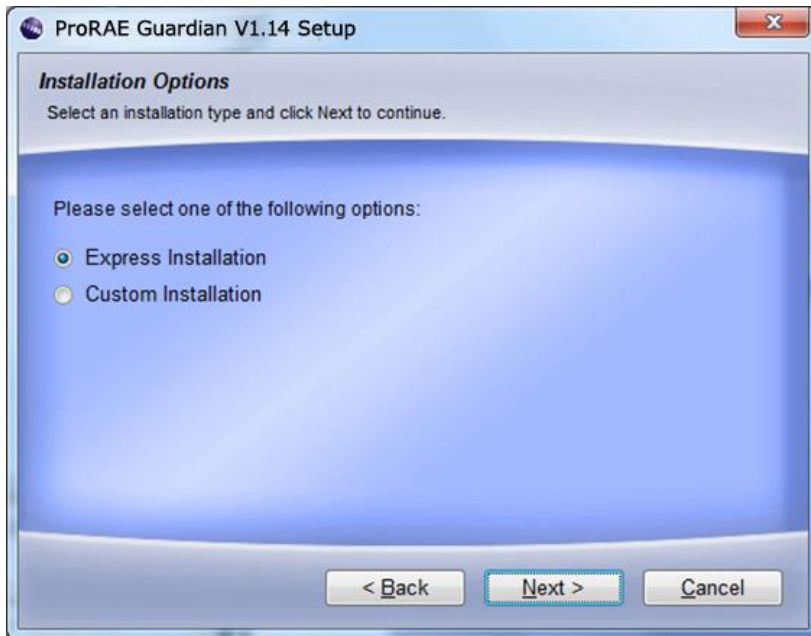 ProRAE Guardian V1.14 Setup
Installation Options
Select an installation type and click Next to continue.
Please select one of the following options:
Express Installation
Custom Installation
< Back Next > Cancel